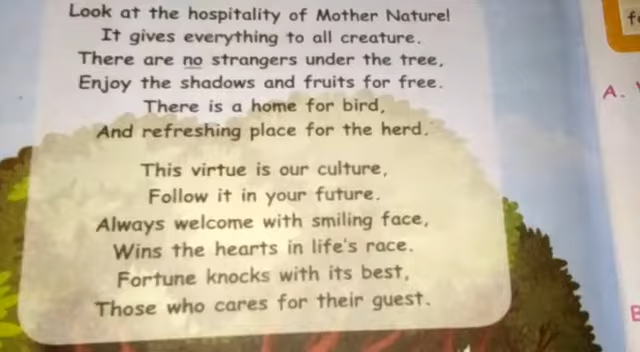 Look at the hospitality of Mother Nature!
It gives everything to all creature.
There are no strangers under the tree,
Enjoy the shadows and fruits for free.
There is a home for bird,
And refreshing place for the herd.
This virtue is our culture,
Follow it in your future.
Always welcome with smiling face,
Wins the hearts in life's race.
Fortune knocks with its best,
Those who cares for their guest.
A.